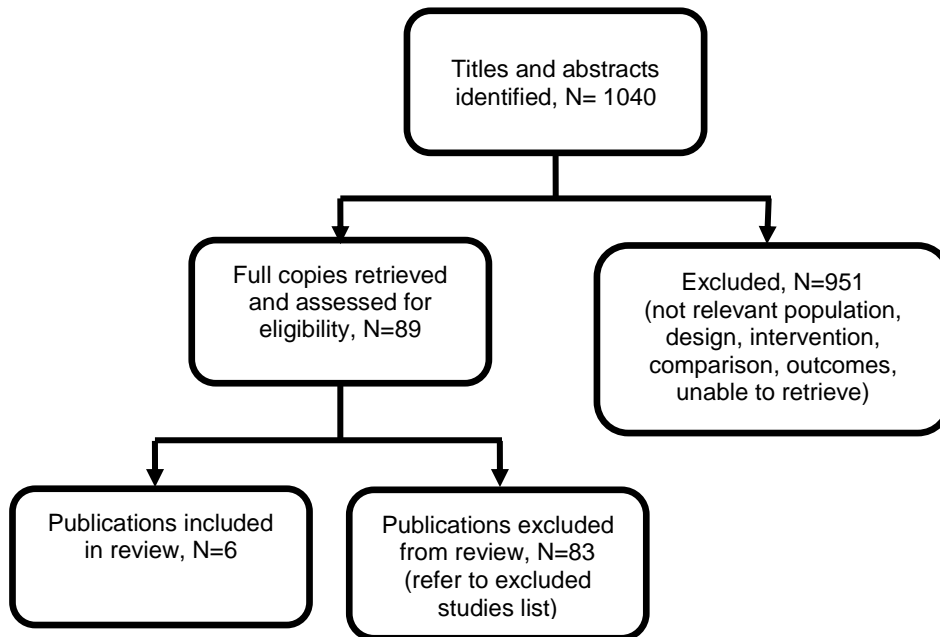 Titles and abstracts
identified, N= 1040
Full copies retrieved
and assessed for
eligibility, N=89
Excluded, N=951
(not relevant population,
design, intervention,
comparison, outcomes,
unable to retrieve)
Publications included
in review, N=6
Publications excluded
from review, N=83
(refer to excluded
studies list)